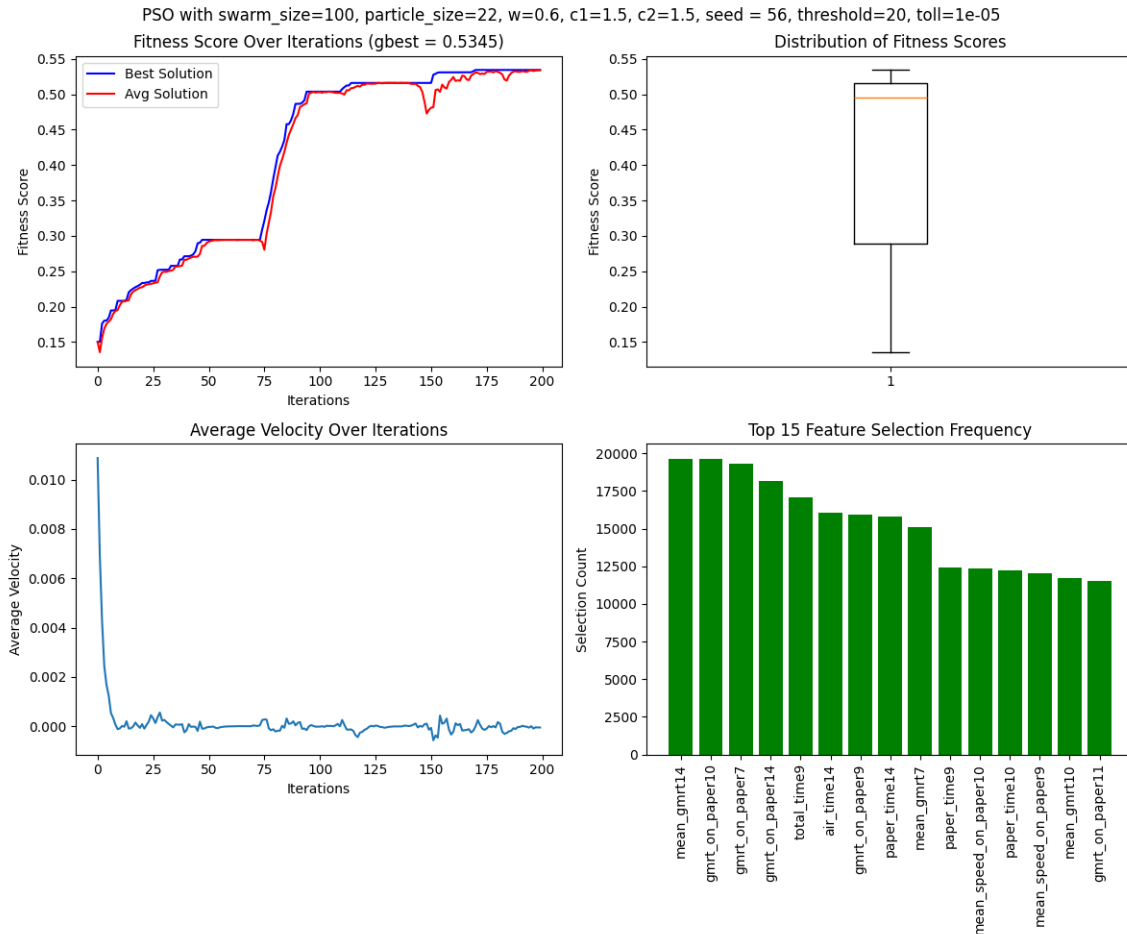 PSO with swarm_size=100, particle_size=22, w=0.6, c1=1.5, c2=1.5, seed = 56, threshold=20, toll=1e-05
Fitness Score Over Iterations (gbest = 0.5345)
Best Solution
Avg Solution
Fitness Score
0.55
0.50
0.45
0.40
0.35
0.30
0.25
0.20
0.15
0 25 50 75 100 125 150 175 200
Iterations
Distribution of Fitness Scores
Fitness Score
0.55
0.50
0.45
0.40
0.35
0.30
0.25
0.20
0.15
1
Average Velocity Over Iterations
Average Velocity
0.010
0.008
0.006
0.004
0.002
0.000
0 25 50 75 100 125 150 175 200
Iterations
Top 15 Feature Selection Frequency
Selection Count
20000
17500
15000
12500
10000
7500
5000
2500
0
mean_gmrt14
gmrt_on_paper10
gmrt_on_paper7
gmrt_on_paper14
total_time9
air_time14
gmrt_on_paper9
paper_time14
mean_gmrt7
paper_time9
mean_speed_on_paper10
paper_time10
mean_speed_on_paper9
mean_gmrt10
gmrt_on_paper11